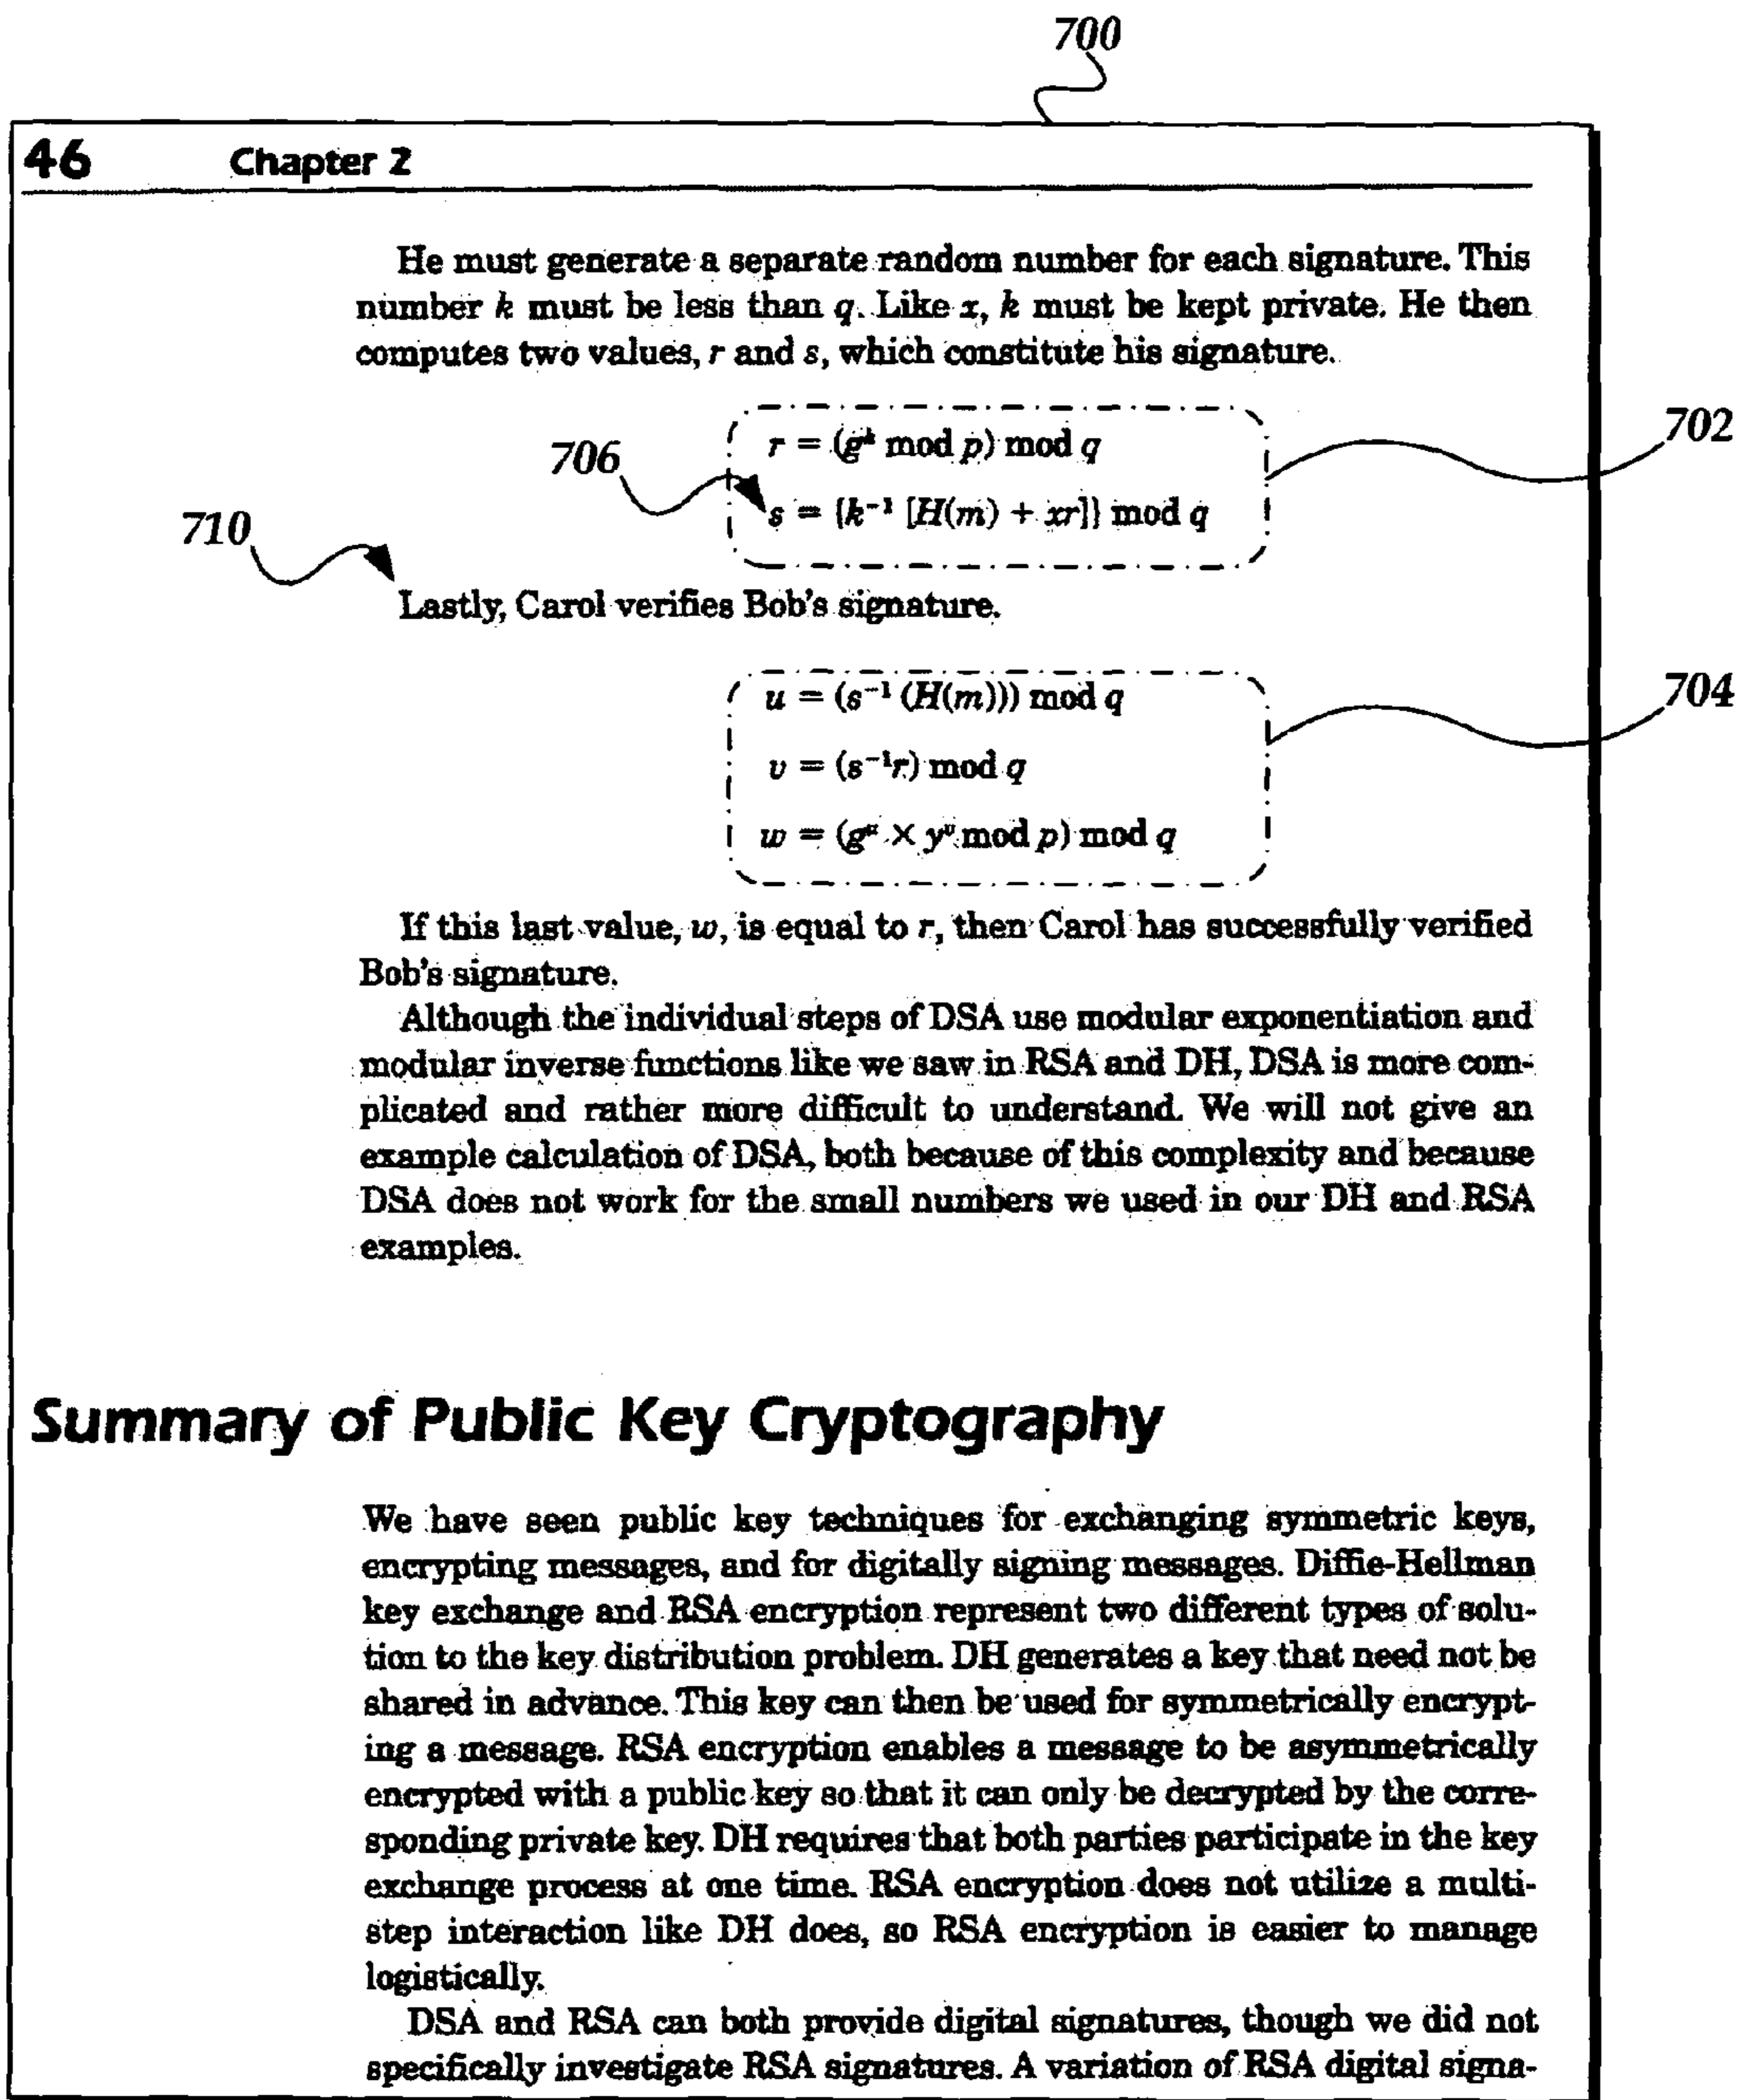 700
46 Chapter 2
He must generate a separate random number for each signature. This
number k must be less than q. Like x, k must be kept private. He then
computes two values, r and s, which constitute his signature.
702
r = (gᵏ mod p) mod q
706
s = {k⁻¹ [H(m) + xr]} mod q
710
Lastly, Carol verifies Bob's signature.
704
u = (s⁻¹ (H(m))) mod q
v = (s⁻¹r) mod q
w = (gᵘ × yᵛ mod p) mod q
If this last value, w, is equal to r, then Carol has successfully verified
Bob's signature.
Although the individual steps of DSA use modular exponentiation and
modular inverse functions like we saw in RSA and DH, DSA is more com-
plicated and rather more difficult to understand. We will not give an
example calculation of DSA, both because of this complexity and because
DSA does not work for the small numbers we used in our DH and RSA
examples.
Summary of Public Key Cryptography
We have seen public key techniques for exchanging symmetric keys,
encrypting messages, and for digitally signing messages. Diffie-Hellman
key exchange and RSA encryption represent two different types of solu-
tion to the key distribution problem. DH generates a key that need not be
shared in advance. This key can then be used for symmetrically encrypt-
ing a message. RSA encryption enables a message to be asymmetrically
encrypted with a public key so that it can only be decrypted by the corre-
sponding private key. DH requires that both parties participate in the key
exchange process at one time. RSA encryption does not utilize a multi-
step interaction like DH does, so RSA encryption is easier to manage
logistically.
DSA and RSA can both provide digital signatures, though we did not
specifically investigate RSA signatures. A variation of RSA digital signa-